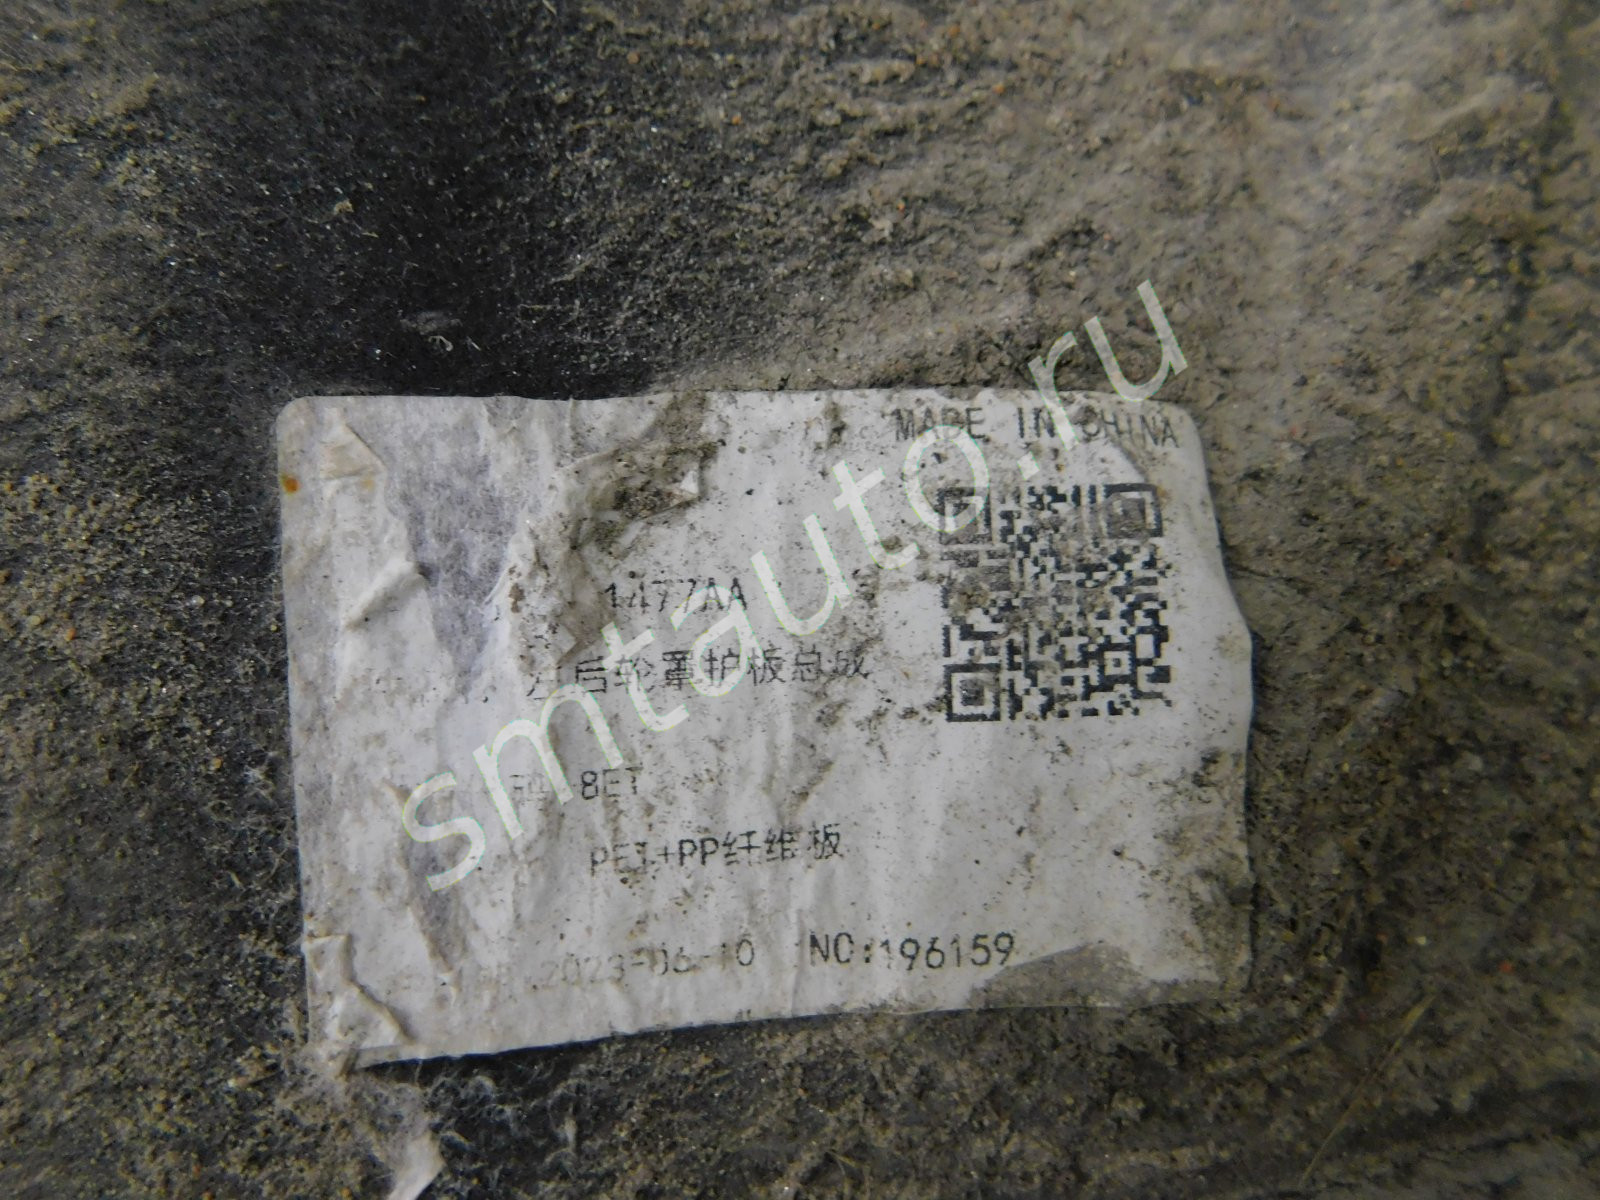 MADE IN CHINA
1477AA
后轮罩护板总成
8ET
PET+PP纤维板
2023-06-10 NO:196159
smtauto.ru